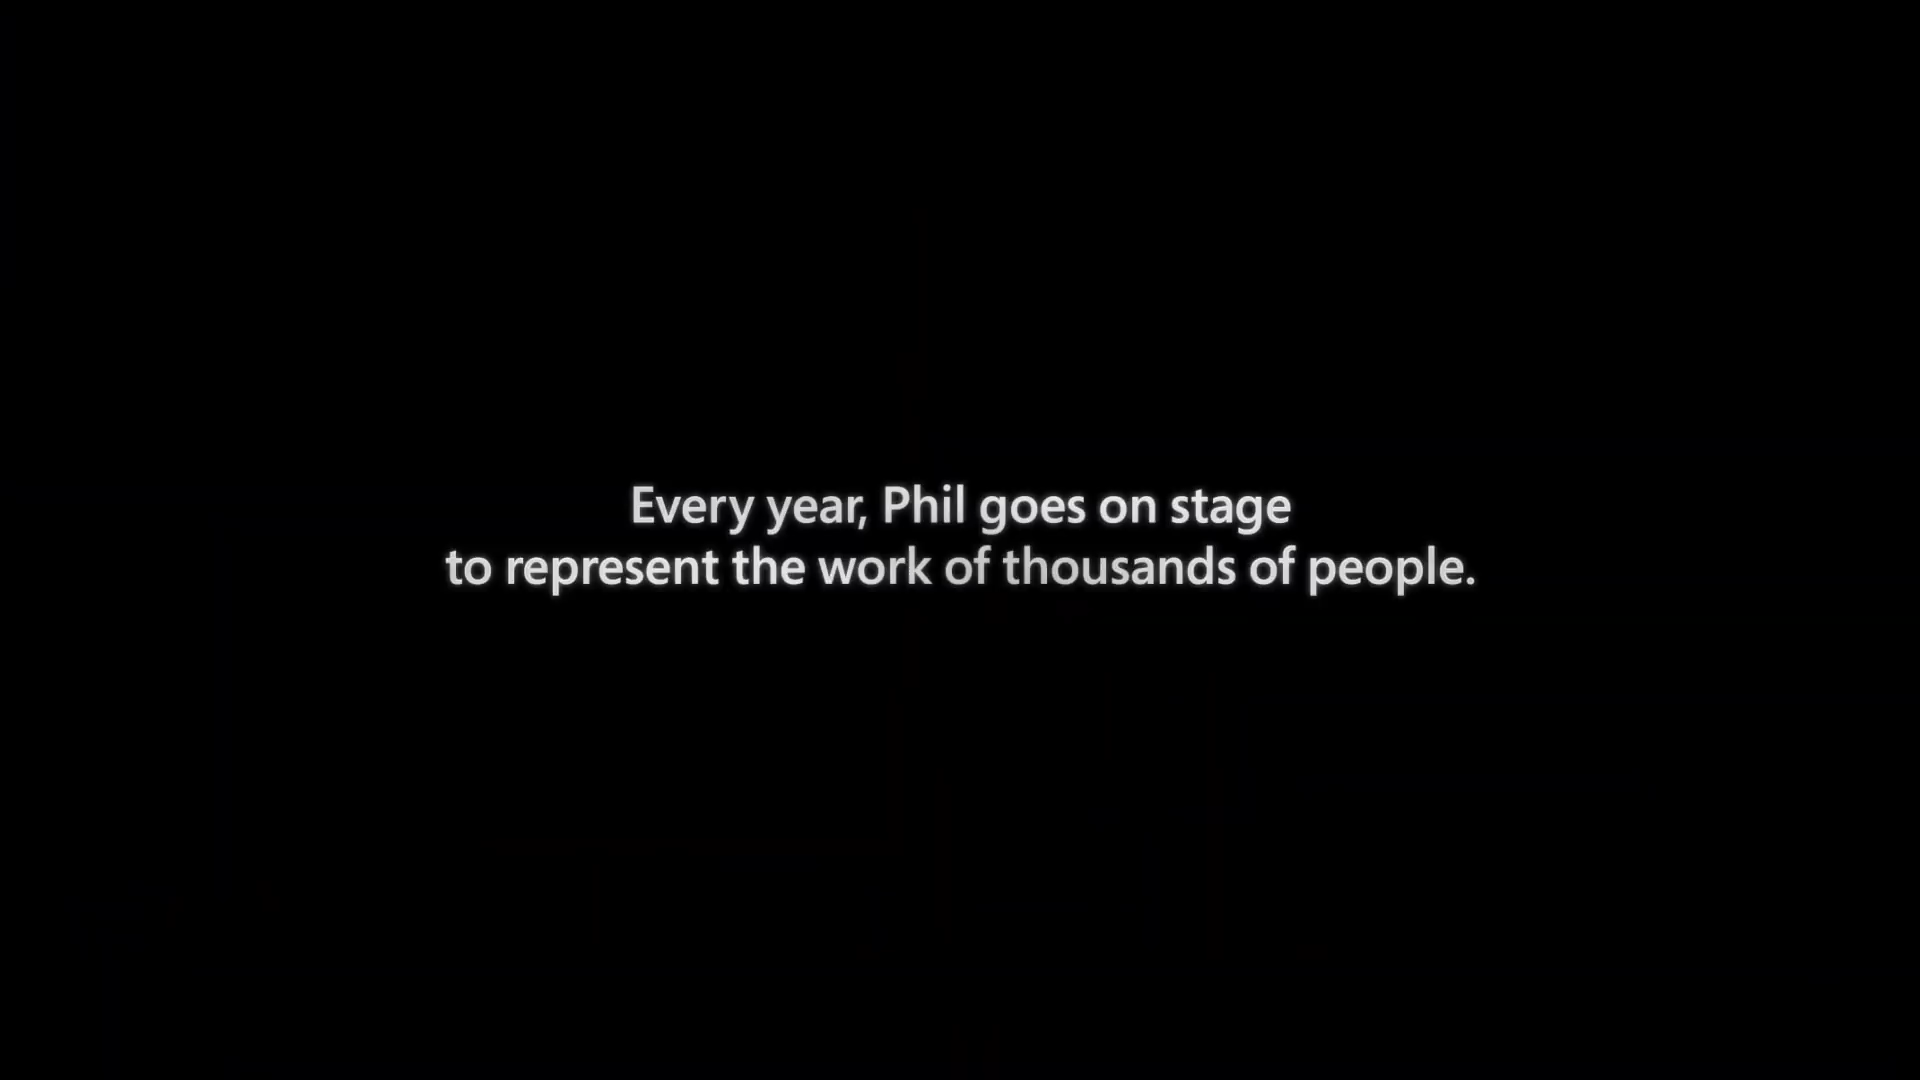 Every year, Phil goes on stage
to represent the work of thousands of people.